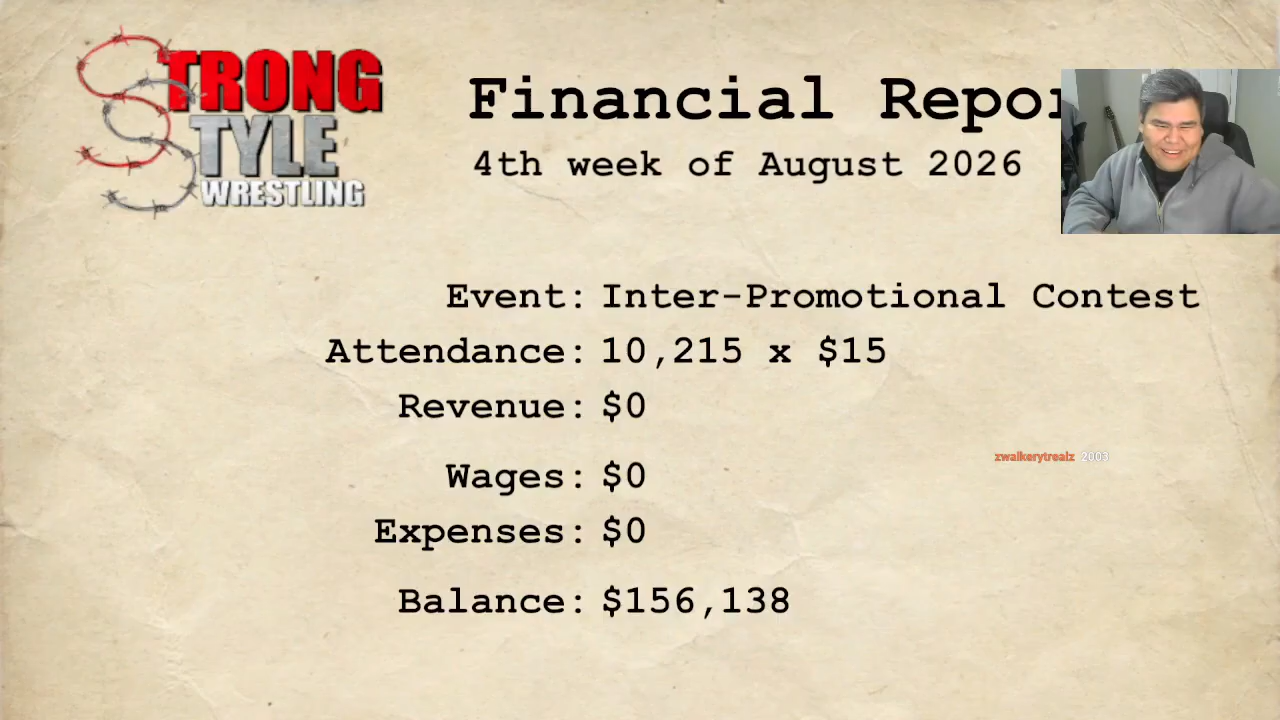 STRONG
STYLE
WRESTLING
Financial Repor
4th week of August 2026
Event: Inter-Promotional Contest
Attendance: 10,215 x $15
Revenue: $0
zwalkerytrealz 2003
Wages: $0
Expenses: $0
Balance: $156,138